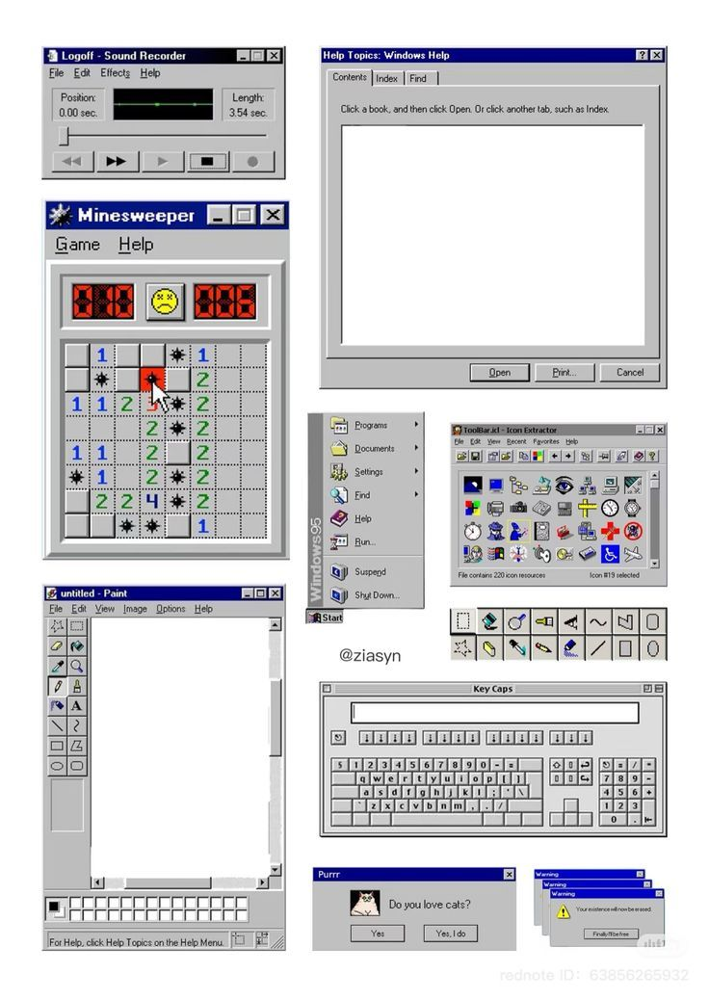 Logoff - Sound Recorder
File Edit Effects Help
Position:
0.00 sec.
Length:
3.54 sec.
Minesweeper
Game Help
010
003
1 1
2
1 1 2 3 2
2 2
1 1 2 2
1 2 2
2 2 4 2
1
untitled - Paint
File Edit View Image Options Help
A
For Help, click Help Topics on the Help Menu.
Help Topics: Windows Help
Contents Index Find
Click a book, and then click Open. Or click another tab, such as Index.
Open Print... Cancel
Windows95
Programs
Documents
Settings
Find
Help
Run...
Suspend
Shut Down...
Start
ToolBar.icl - Icon Extractor
File Edit View Recent Favorites Help
File contains 220 icon resources Icon #19 selected
@ziasyn
Key Caps
§ 1 2 3 4 5 6 7 8 9 0 - =
q w e r t y u i o p [ ]
a s d f g h j k l ; ' \
` z x c v b n m , . /
= / *
7 8 9 -
4 5 6 +
1 2 3
0 .
Purrr
Do you love cats?
Yes Yes, I do
Warning
Warning
Warning
Your existence will now be erased.
Finally I'll be free
rednote ID: 63856265932